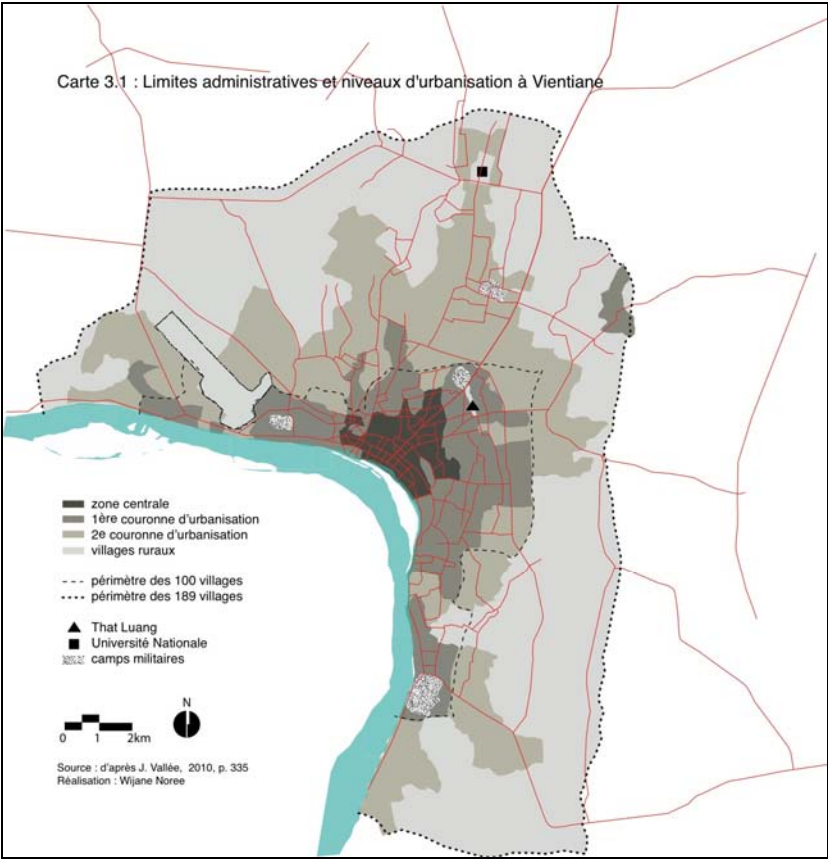 Carte 3.1 : Limites administratives et niveaux d'urbanisation à Vientiane
zone centrale
1ère couronne d'urbanisation
2e couronne d'urbanisation
villages ruraux
périmètre des 100 villages
périmètre des 189 villages
That Luang
Université Nationale
camps militaires
N
0 1 2km
Source : d'après J. Vallée, 2010, p. 335
Réalisation : Wijane Noree